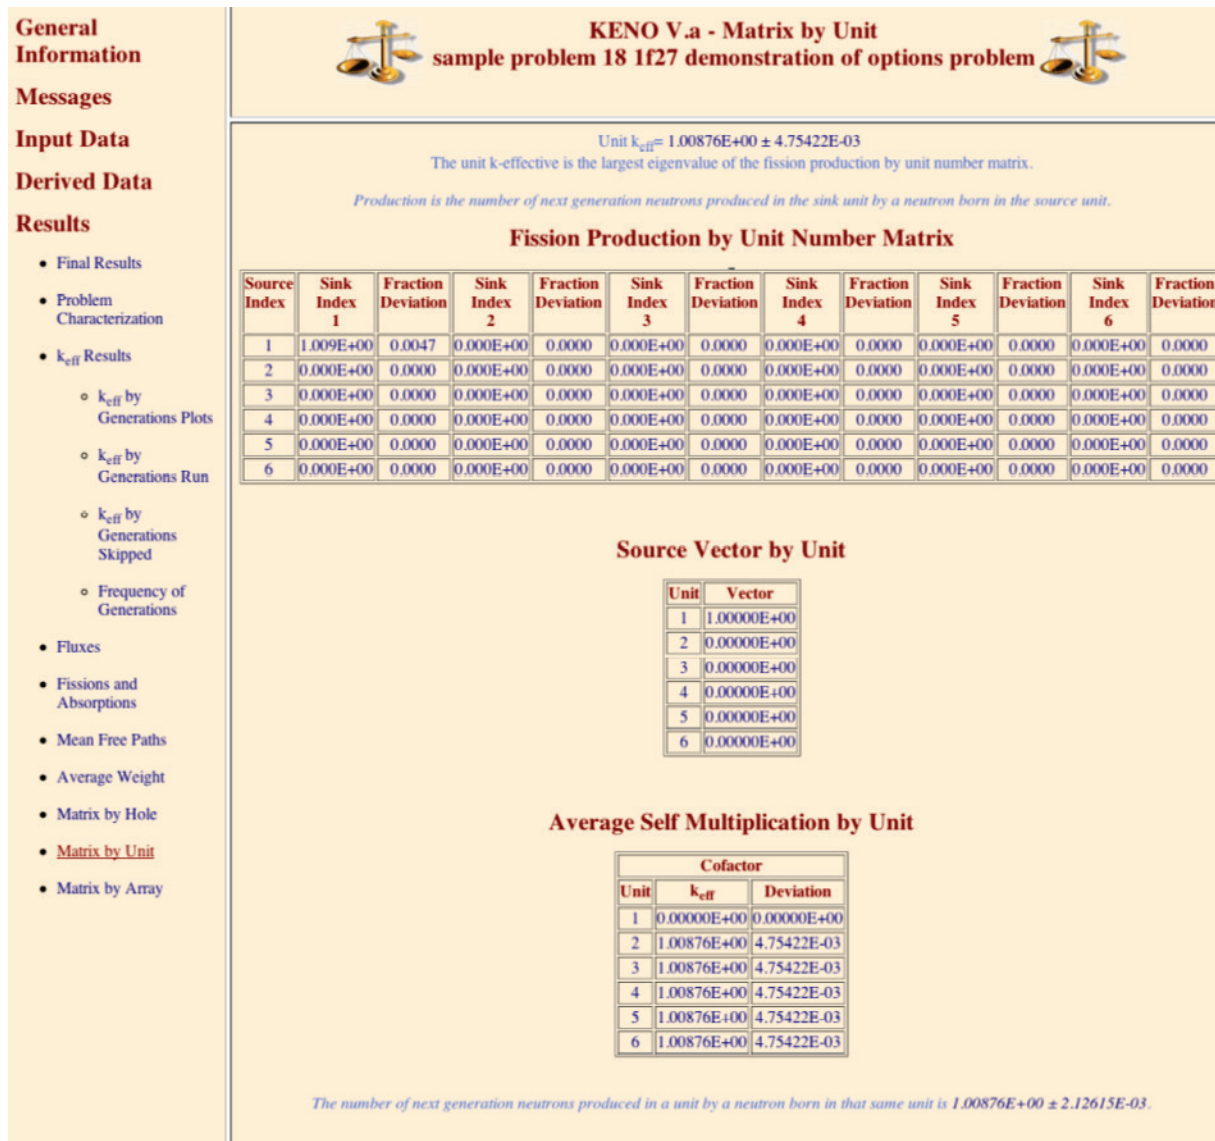 General
Information
Messages
Input Data
Derived Data
Results
Final Results
Problem
Characterization
keff Results
keff by
Generations Plots
keff by
Generations Run
keff by
Generations
Skipped
Frequency of
Generations
Fluxes
Fissions and
Absorptions
Mean Free Paths
Average Weight
Matrix by Hole
Matrix by Unit
Matrix by Array
KENO V.a - Matrix by Unit
sample problem 18 1f27 demonstration of options problem
Unit keff= 1.00876E+00 ± 4.75422E-03
The unit k-effective is the largest eigenvalue of the fission production by unit number matrix.
Production is the number of next generation neutrons produced in the sink unit by a neutron born in the source unit.
Fission Production by Unit Number Matrix
Source Sink Fraction Sink Fraction Sink Fraction Sink Fraction Sink Fraction Sink Fraction
Index Index Deviation Index Deviation Index Deviation Index Deviation Index Deviation Index Deviation
1 2 3 4 5 6
1 1.009E+00 0.0047 0.000E+00 0.0000 0.000E+00 0.0000 0.000E+00 0.0000 0.000E+00 0.0000 0.000E+00 0.0000
2 0.000E+00 0.0000 0.000E+00 0.0000 0.000E+00 0.0000 0.000E+00 0.0000 0.000E+00 0.0000 0.000E+00 0.0000
3 0.000E+00 0.0000 0.000E+00 0.0000 0.000E+00 0.0000 0.000E+00 0.0000 0.000E+00 0.0000 0.000E+00 0.0000
4 0.000E+00 0.0000 0.000E+00 0.0000 0.000E+00 0.0000 0.000E+00 0.0000 0.000E+00 0.0000 0.000E+00 0.0000
5 0.000E+00 0.0000 0.000E+00 0.0000 0.000E+00 0.0000 0.000E+00 0.0000 0.000E+00 0.0000 0.000E+00 0.0000
6 0.000E+00 0.0000 0.000E+00 0.0000 0.000E+00 0.0000 0.000E+00 0.0000 0.000E+00 0.0000 0.000E+00 0.0000
Source Vector by Unit
Unit Vector
1 1.00000E+00
2 0.00000E+00
3 0.00000E+00
4 0.00000E+00
5 0.00000E+00
6 0.00000E+00
Average Self Multiplication by Unit
Cofactor
Unit keff Deviation
1 0.00000E+00 0.00000E+00
2 1.00876E+00 4.75422E-03
3 1.00876E+00 4.75422E-03
4 1.00876E+00 4.75422E-03
5 1.00876E+00 4.75422E-03
6 1.00876E+00 4.75422E-03
The number of next generation neutrons produced in a unit by a neutron born in that same unit is 1.00876E+00 ± 2.12615E-03.